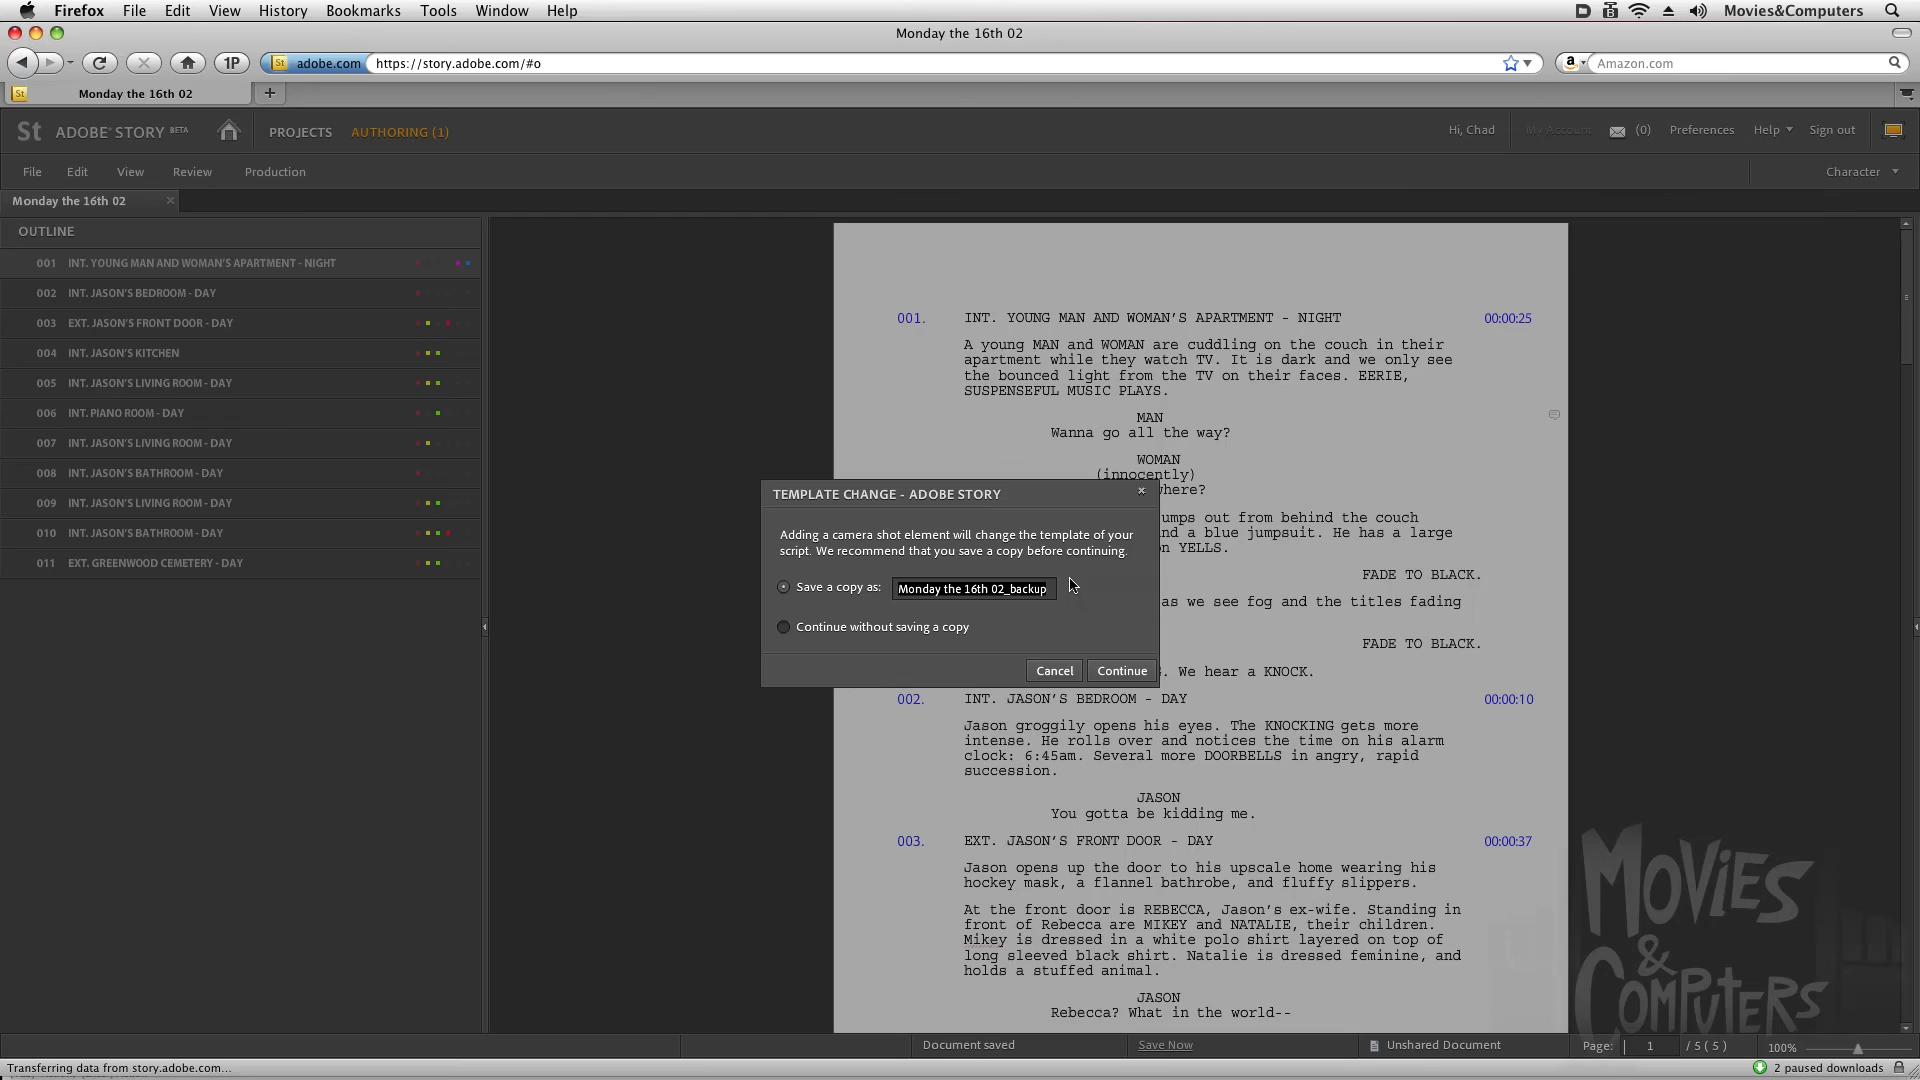 Firefox File Edit View History Bookmarks Tools Window Help Movies&Computers
Monday the 16th 02
1P St adobe.com https://story.adobe.com/#o a Amazon.com
St Monday the 16th 02 +
St ADOBE® STORY BETA PROJECTS AUTHORING (1) Hi, Chad My Account (0) Preferences Help Sign out
File Edit View Review Production Character
Monday the 16th 02
OUTLINE
001 INT. YOUNG MAN AND WOMAN'S APARTMENT - NIGHT
002 INT. JASON'S BEDROOM - DAY
003 EXT. JASON'S FRONT DOOR - DAY
004 INT. JASON'S KITCHEN
005 INT. JASON'S LIVING ROOM - DAY
006 INT. PIANO ROOM - DAY
007 INT. JASON'S LIVING ROOM - DAY
008 INT. JASON'S BATHROOM - DAY
009 INT. JASON'S LIVING ROOM - DAY
010 INT. JASON'S BATHROOM - DAY
011 EXT. GREENWOOD CEMETERY - DAY
001. INT. YOUNG MAN AND WOMAN'S APARTMENT - NIGHT 00:00:25
A young MAN and WOMAN are cuddling on the couch in their
apartment while they watch TV. It is dark and we only see
the bounced light from the TV on their faces. EERIE,
SUSPENSEFUL MUSIC PLAYS.
MAN
Wanna go all the way?
WOMAN
(innocently)
where?
umps out from behind the couch
nd a blue jumpsuit. He has a large
n YELLS.
FADE TO BLACK.
as we see fog and the titles fading
FADE TO BLACK.
. We hear a KNOCK.
TEMPLATE CHANGE - ADOBE STORY
Adding a camera shot element will change the template of your
script. We recommend that you save a copy before continuing.
Save a copy as: Monday the 16th 02_backup
Continue without saving a copy
Cancel Continue
002. INT. JASON'S BEDROOM - DAY 00:00:10
Jason groggily opens his eyes. The KNOCKING gets more
intense. He rolls over and notices the time on his alarm
clock: 6:45am. Several more DOORBELLS in angry, rapid
succession.
JASON
You gotta be kidding me.
003. EXT. JASON'S FRONT DOOR - DAY 00:00:37
Jason opens up the door to his upscale home wearing his
hockey mask, a flannel bathrobe, and fluffy slippers.
At the front door is REBECCA, Jason's ex-wife. Standing in
front of Rebecca are MIKEY and NATALIE, their children.
Mikey is dressed in a white polo shirt layered on top of
long sleeved black shirt. Natalie is dressed feminine, and
holds a stuffed animal.
JASON
Rebecca? What in the world--
MOVIES
&
COMPUTERS
Document saved Save Now Unshared Document Page: 1 / 5 ( 5 ) 100%
Transferring data from story.adobe.com... 2 paused downloads